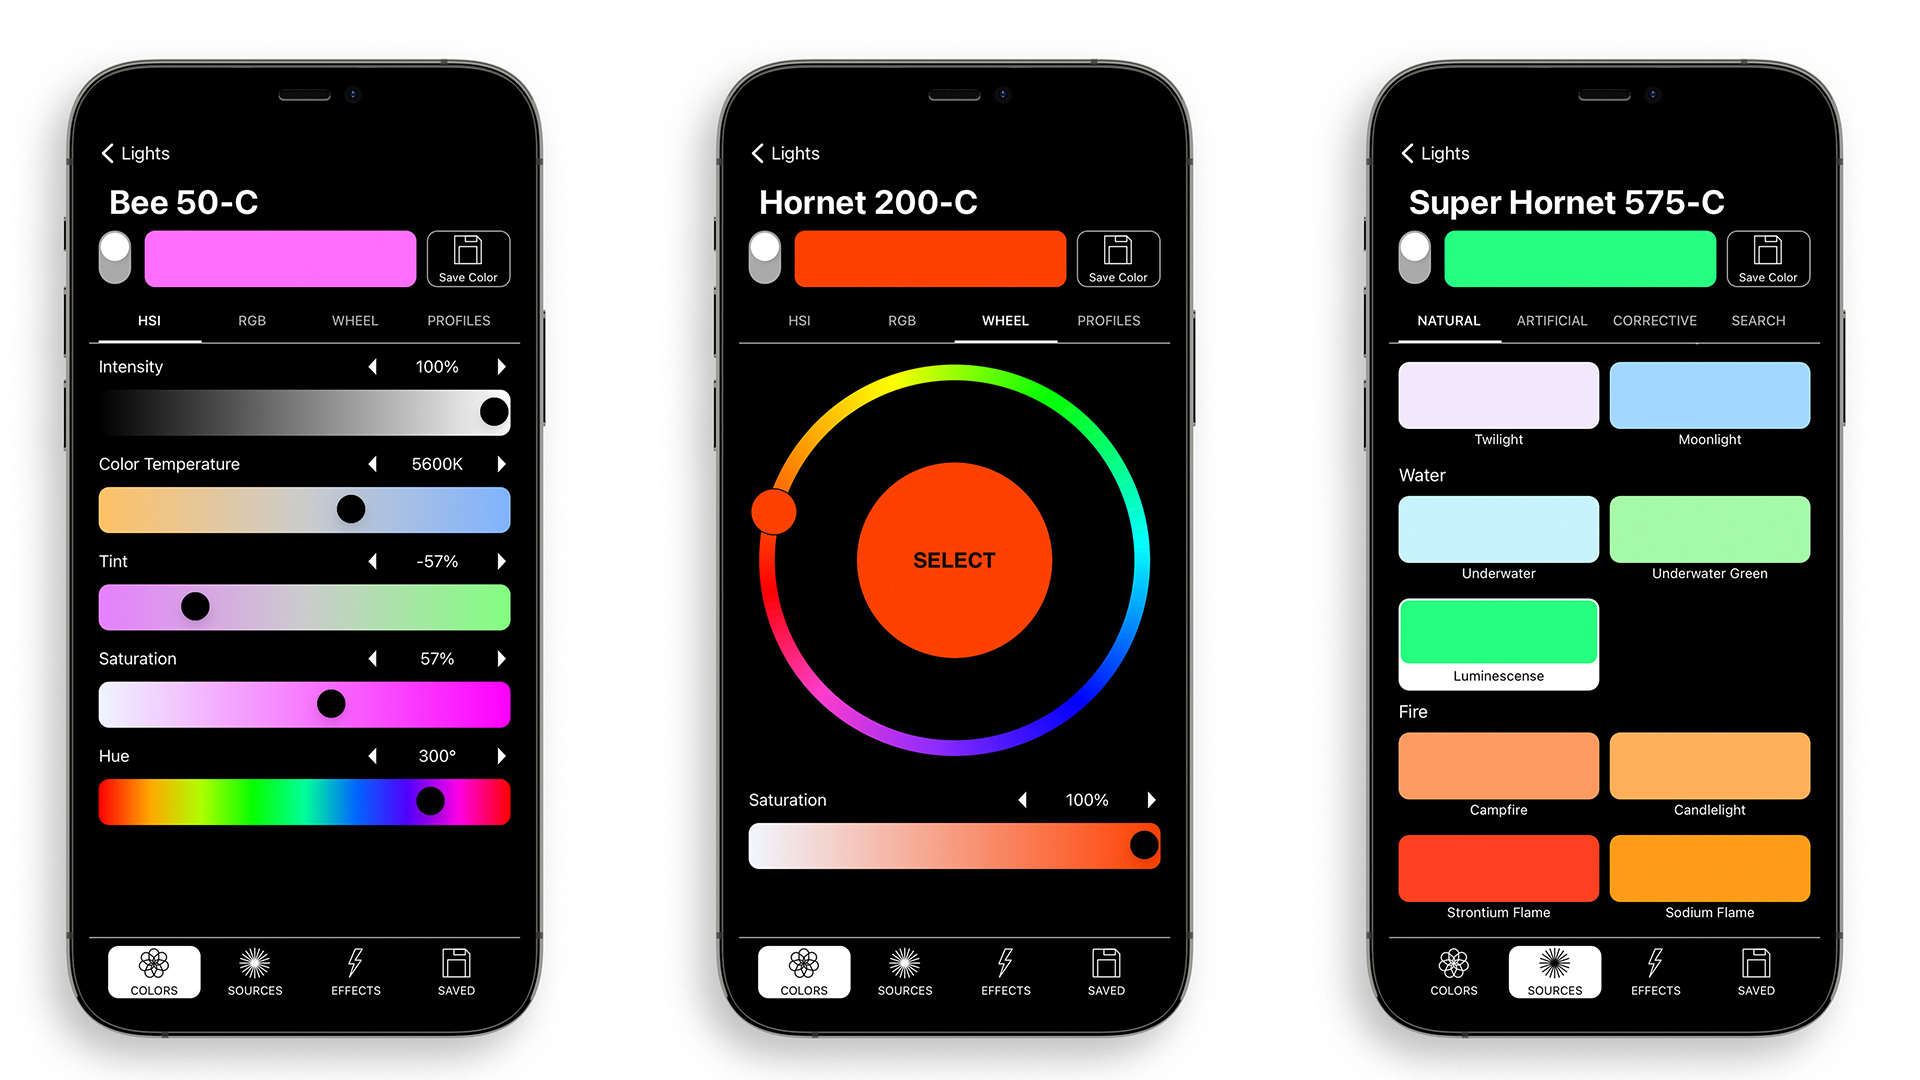 Lights
Bee 50-C
Save Color
HSI RGB WHEEL PROFILES
Intensity 100%
Color Temperature 5600K
Tint -57%
Saturation 57%
Hue 300°
COLORS SOURCES EFFECTS SAVED
Lights
Hornet 200-C
Save Color
HSI RGB WHEEL PROFILES
SELECT
Saturation 100%
COLORS SOURCES EFFECTS SAVED
Lights
Super Hornet 575-C
Save Color
NATURAL ARTIFICIAL CORRECTIVE SEARCH
Twilight Moonlight
Water
Underwater Underwater Green
Luminescense
Fire
Campfire Candlelight
Strontium Flame Sodium Flame
COLORS SOURCES EFFECTS SAVED